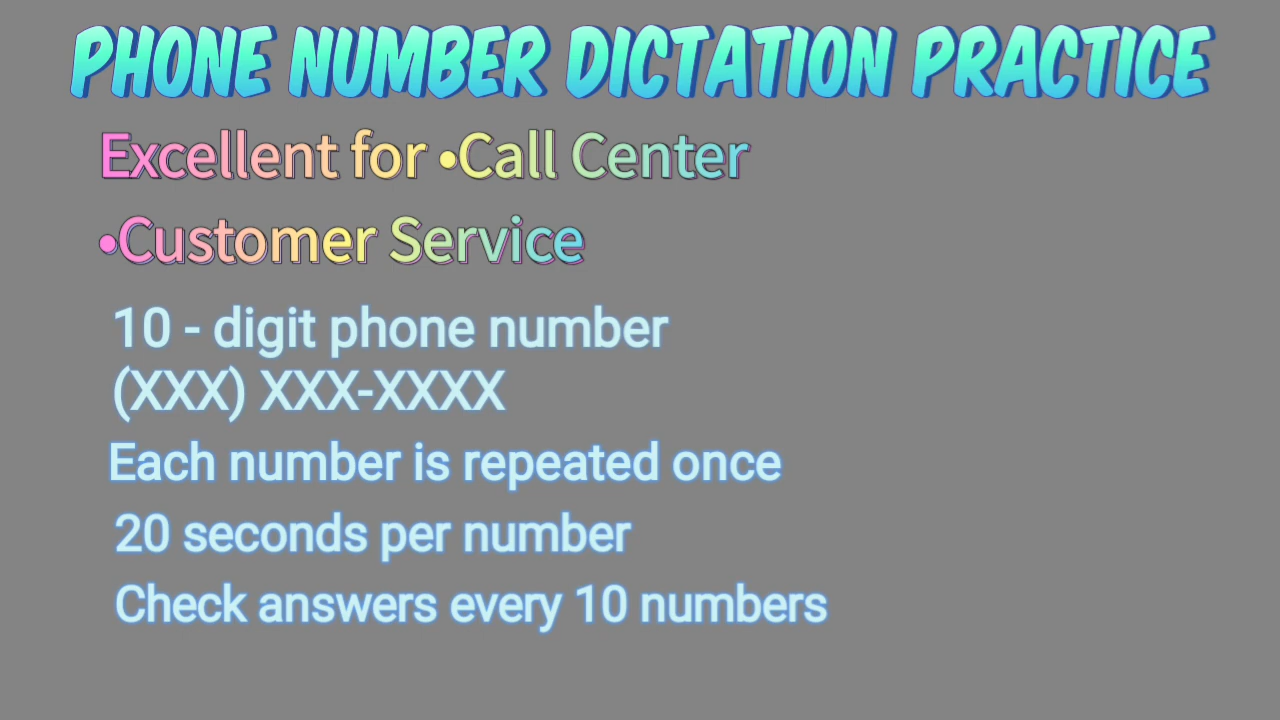 PHONE NUMBER DICTATION PRACTICE
Excellent for •Call Center
•Customer Service
10 - digit phone number
(XXX) XXX-XXXX
Each number is repeated once
20 seconds per number
Check answers every 10 numbers